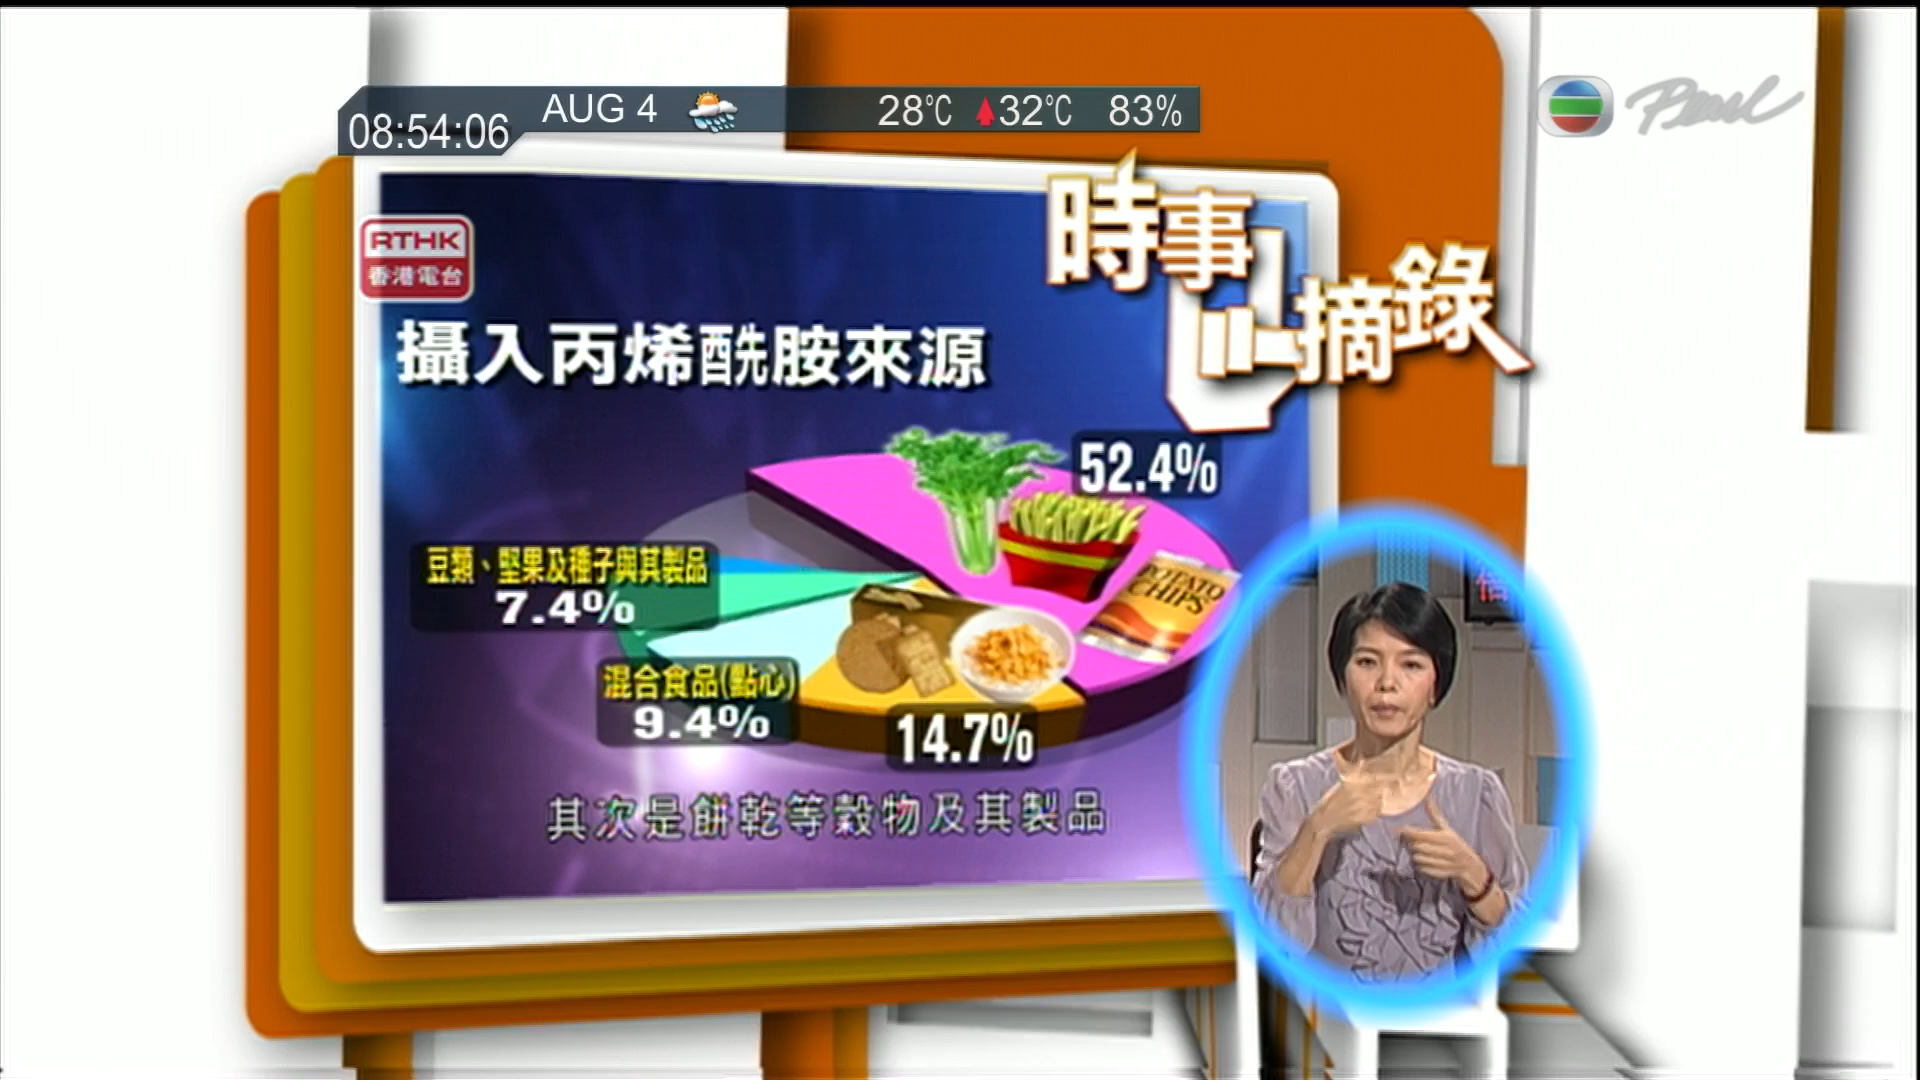 08:54:06 AUG 4 28℃ 32℃ 83%
Pearl
時事摘錄
RTHK
香港電台
攝入丙烯酰胺來源
52.4%
POTATO
CHIPS
豆類、堅果及種子與其製品
7.4%
混合食品(點心)
9.4%
14.7%
其次是餅乾等穀物及其製品